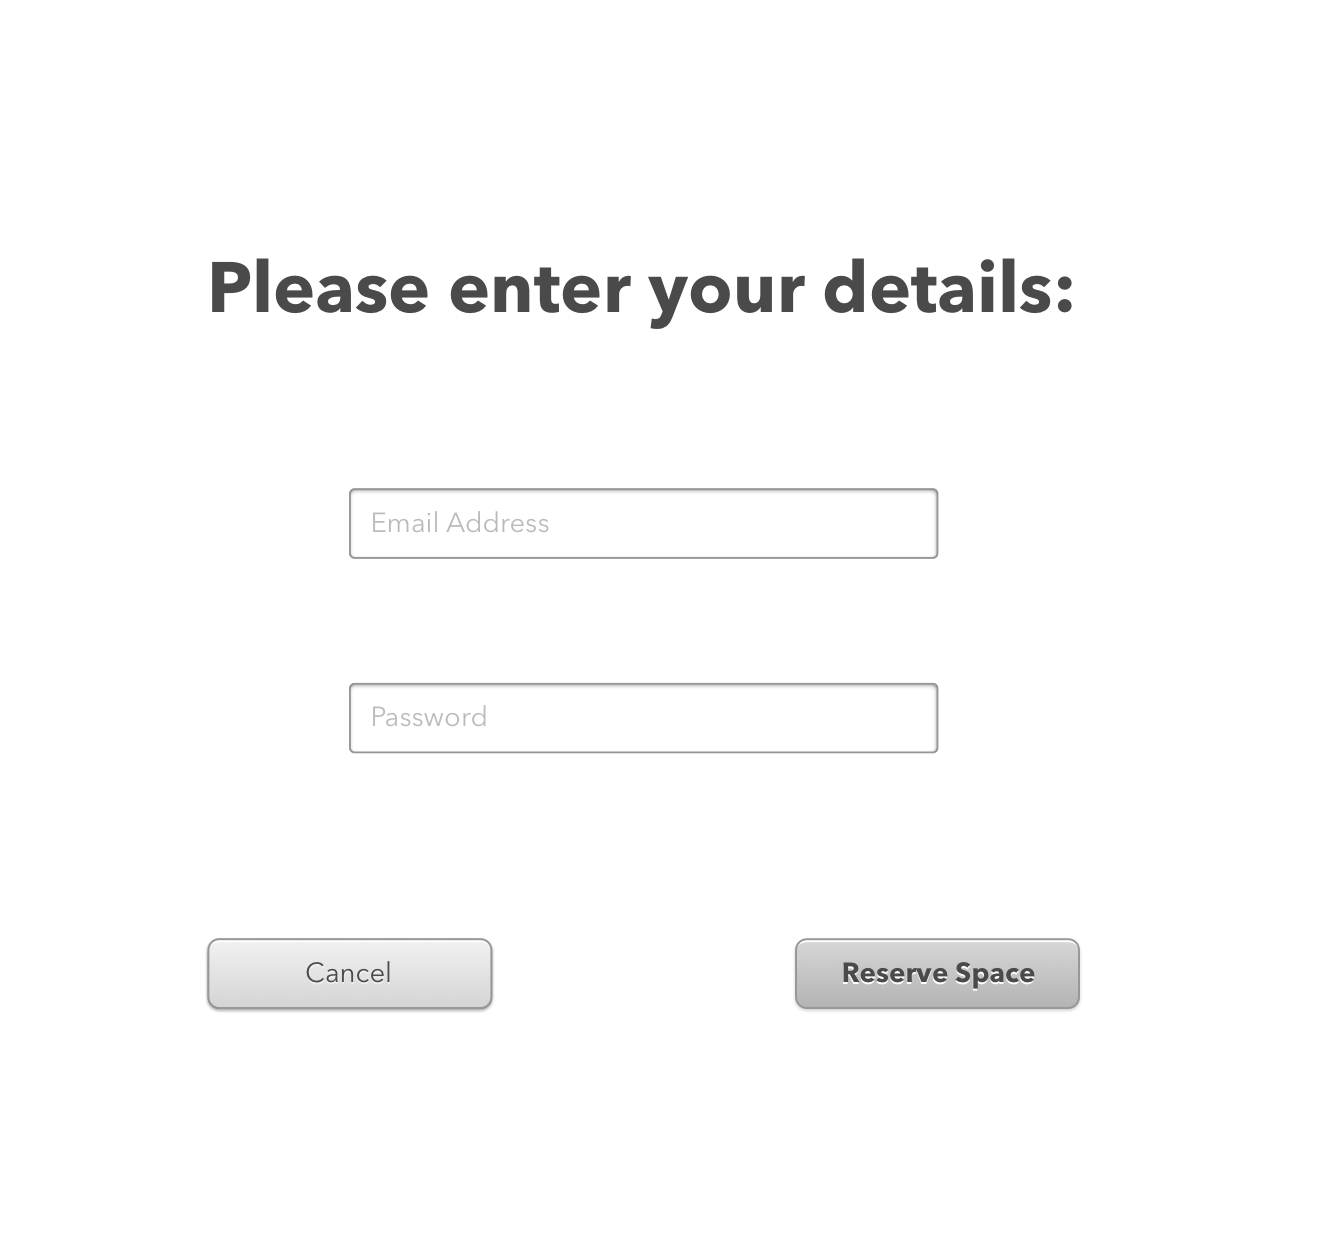 Please enter your details:
Email Address
Password
Cancel
Reserve Space